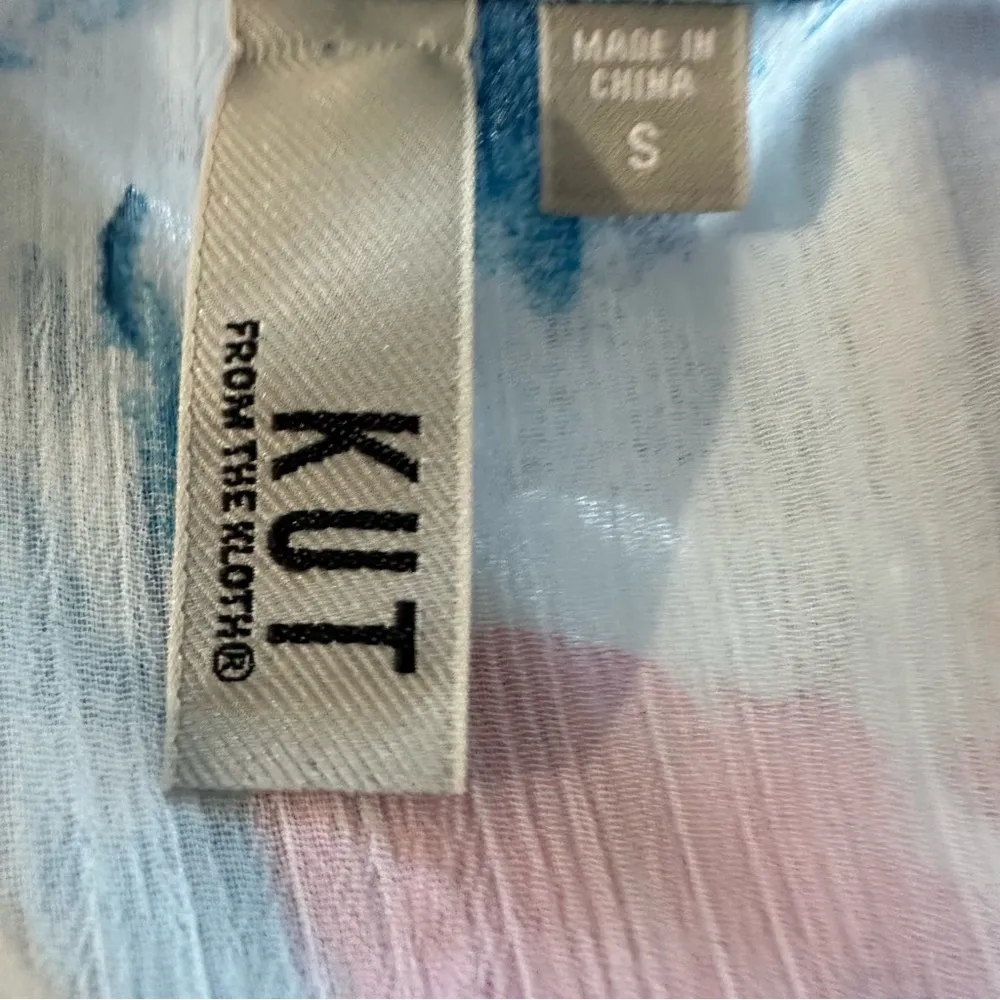 KUT
FROM THE KLOTH®
MADE IN
CHINA
S